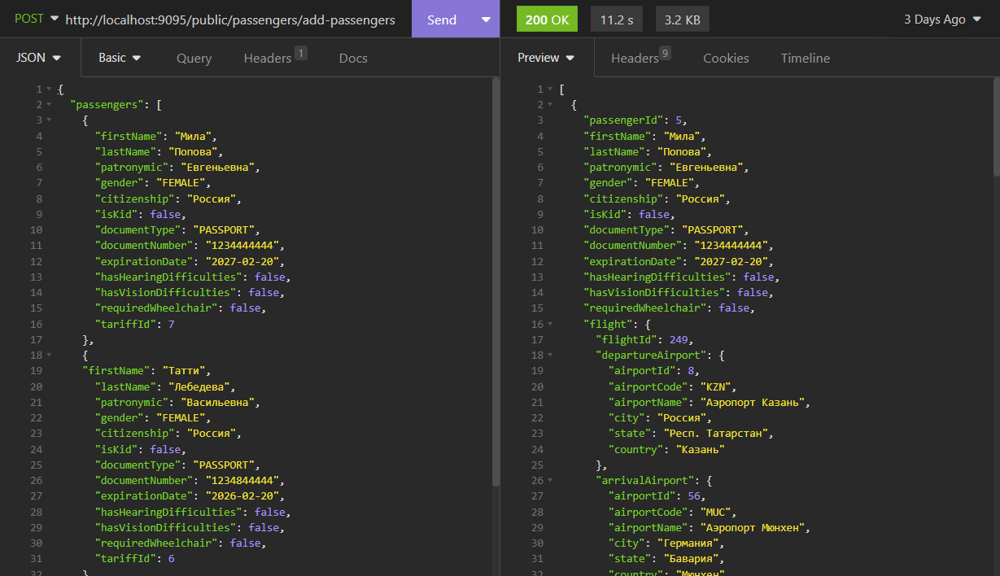 POST http://localhost:9095/public/passengers/add-passengers Send 200 OK 11.2 s 3.2 KB 3 Days Ago
JSON Basic Query Headers 1 Docs
1 {
2 "passengers": [
3 {
4 "firstName": "Мила",
5 "lastName": "Попова",
6 "patronymic": "Евгеньевна",
7 "gender": "FEMALE",
8 "citizenship": "Россия",
9 "isKid": false,
10 "documentType": "PASSPORT",
11 "documentNumber": "1234444444",
12 "expirationDate": "2027-02-20",
13 "hasHearingDifficulties": false,
14 "hasVisionDifficulties": false,
15 "requiredWheelchair": false,
16 "tariffId": 7
17 },
18 {
19 "firstName": "Татти",
20 "lastName": "Лебедева",
21 "patronymic": "Васильевна",
22 "gender": "FEMALE",
23 "citizenship": "Россия",
24 "isKid": false,
25 "documentType": "PASSPORT",
26 "documentNumber": "1234844444",
27 "expirationDate": "2026-02-20",
28 "hasHearingDifficulties": false,
29 "hasVisionDifficulties": false,
30 "requiredWheelchair": false,
31 "tariffId": 6
32 }
Preview Headers 9 Cookies Timeline
1 [
2 {
3 "passengerId": 5,
4 "firstName": "Мила",
5 "lastName": "Попова",
6 "patronymic": "Евгеньевна",
7 "gender": "FEMALE",
8 "citizenship": "Россия",
9 "isKid": false,
10 "documentType": "PASSPORT",
11 "documentNumber": "1234444444",
12 "expirationDate": "2027-02-20",
13 "hasHearingDifficulties": false,
14 "hasVisionDifficulties": false,
15 "requiredWheelchair": false,
16 "flight": {
17 "flightId": 249,
18 "departureAirport": {
19 "airportId": 8,
20 "airportCode": "KZN",
21 "airportName": "Аэропорт Казань",
22 "city": "Россия",
23 "state": "Респ. Татарстан",
24 "country": "Казань"
25 },
26 "arrivalAirport": {
27 "airportId": 56,
28 "airportCode": "MUC",
29 "airportName": "Аэропорт Мюнхен",
30 "city": "Германия",
31 "state": "Бавария",
32 "country": "Мюнхен"